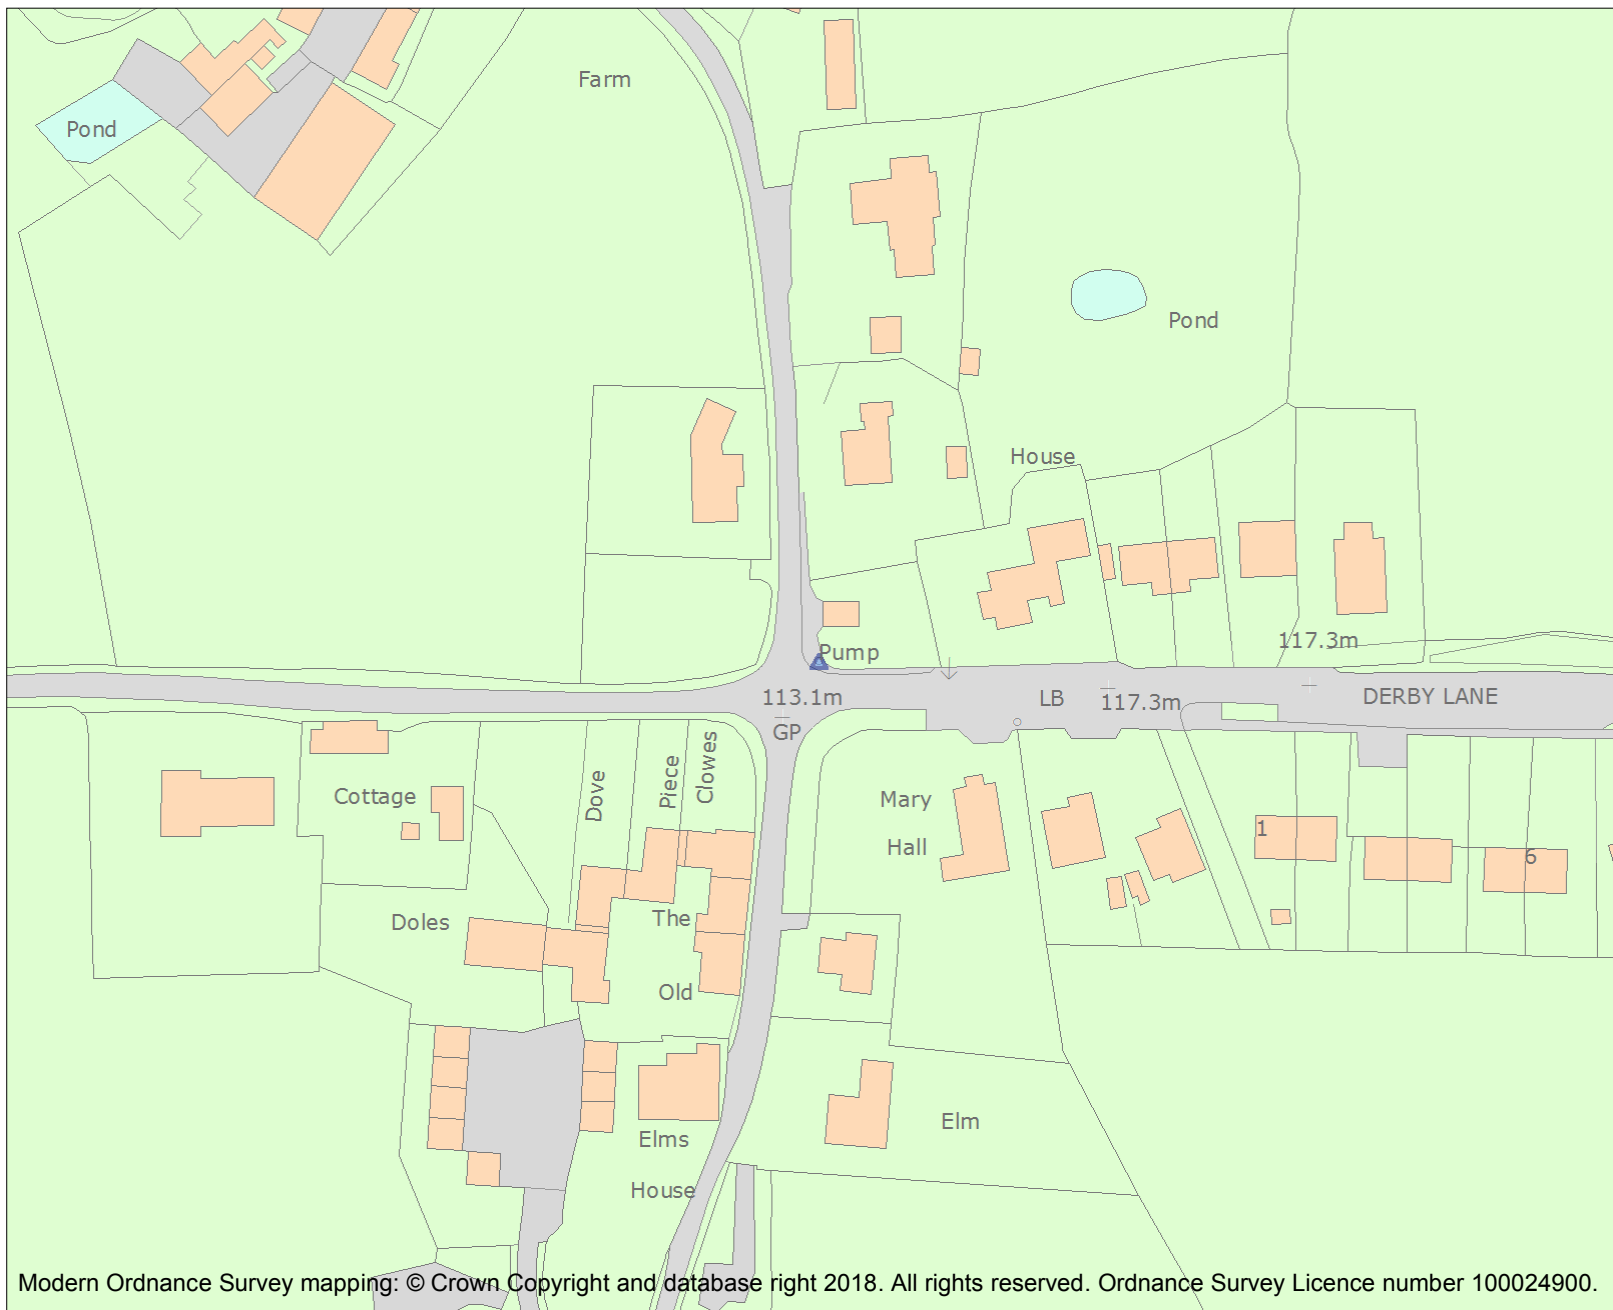 Farm
Pond
Pond
House
Pump
117.3m
113.1m
LB
117.3m
DERBY LANE
GP
Dove
Piece
Clowes
Cottage
Mary
Hall
1
6
Doles
The
Old
Elms
House
Elm
Modern Ordnance Survey mapping: © Crown Copyright and database right 2018. All rights reserved. Ordnance Survey Licence number 100024900.